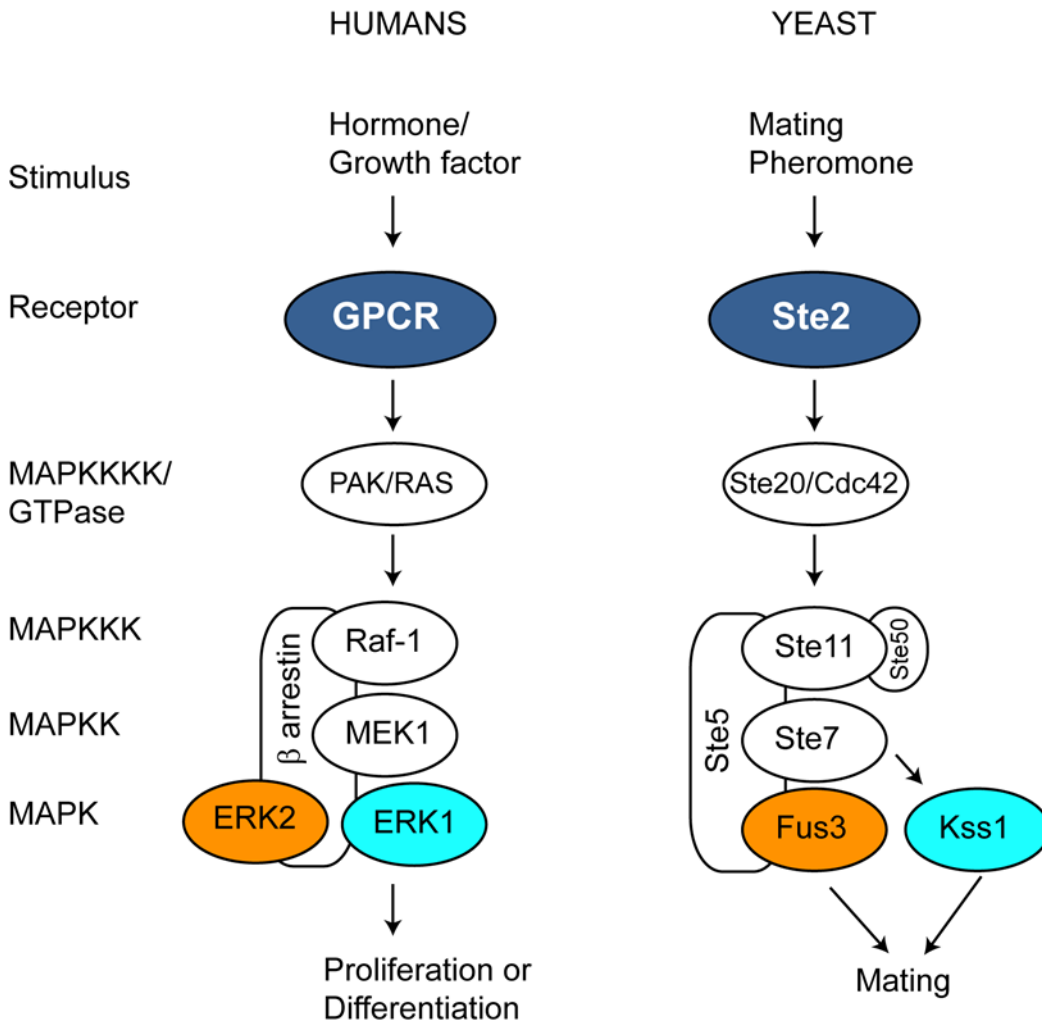 HUMANS YEAST
Hormone/ Mating
Growth factor Pheromone
Stimulus
Receptor GPCR Ste2
MAPKKKK/
GTPase
PAK/RAS Ste20/Cdc42
MAPKKK Raf-1 Ste11 Ste50
β arrestin Ste5
MAPKK MEK1 Ste7
MAPK ERK2 ERK1 Fus3 Kss1
Proliferation or
Differentiation
Mating